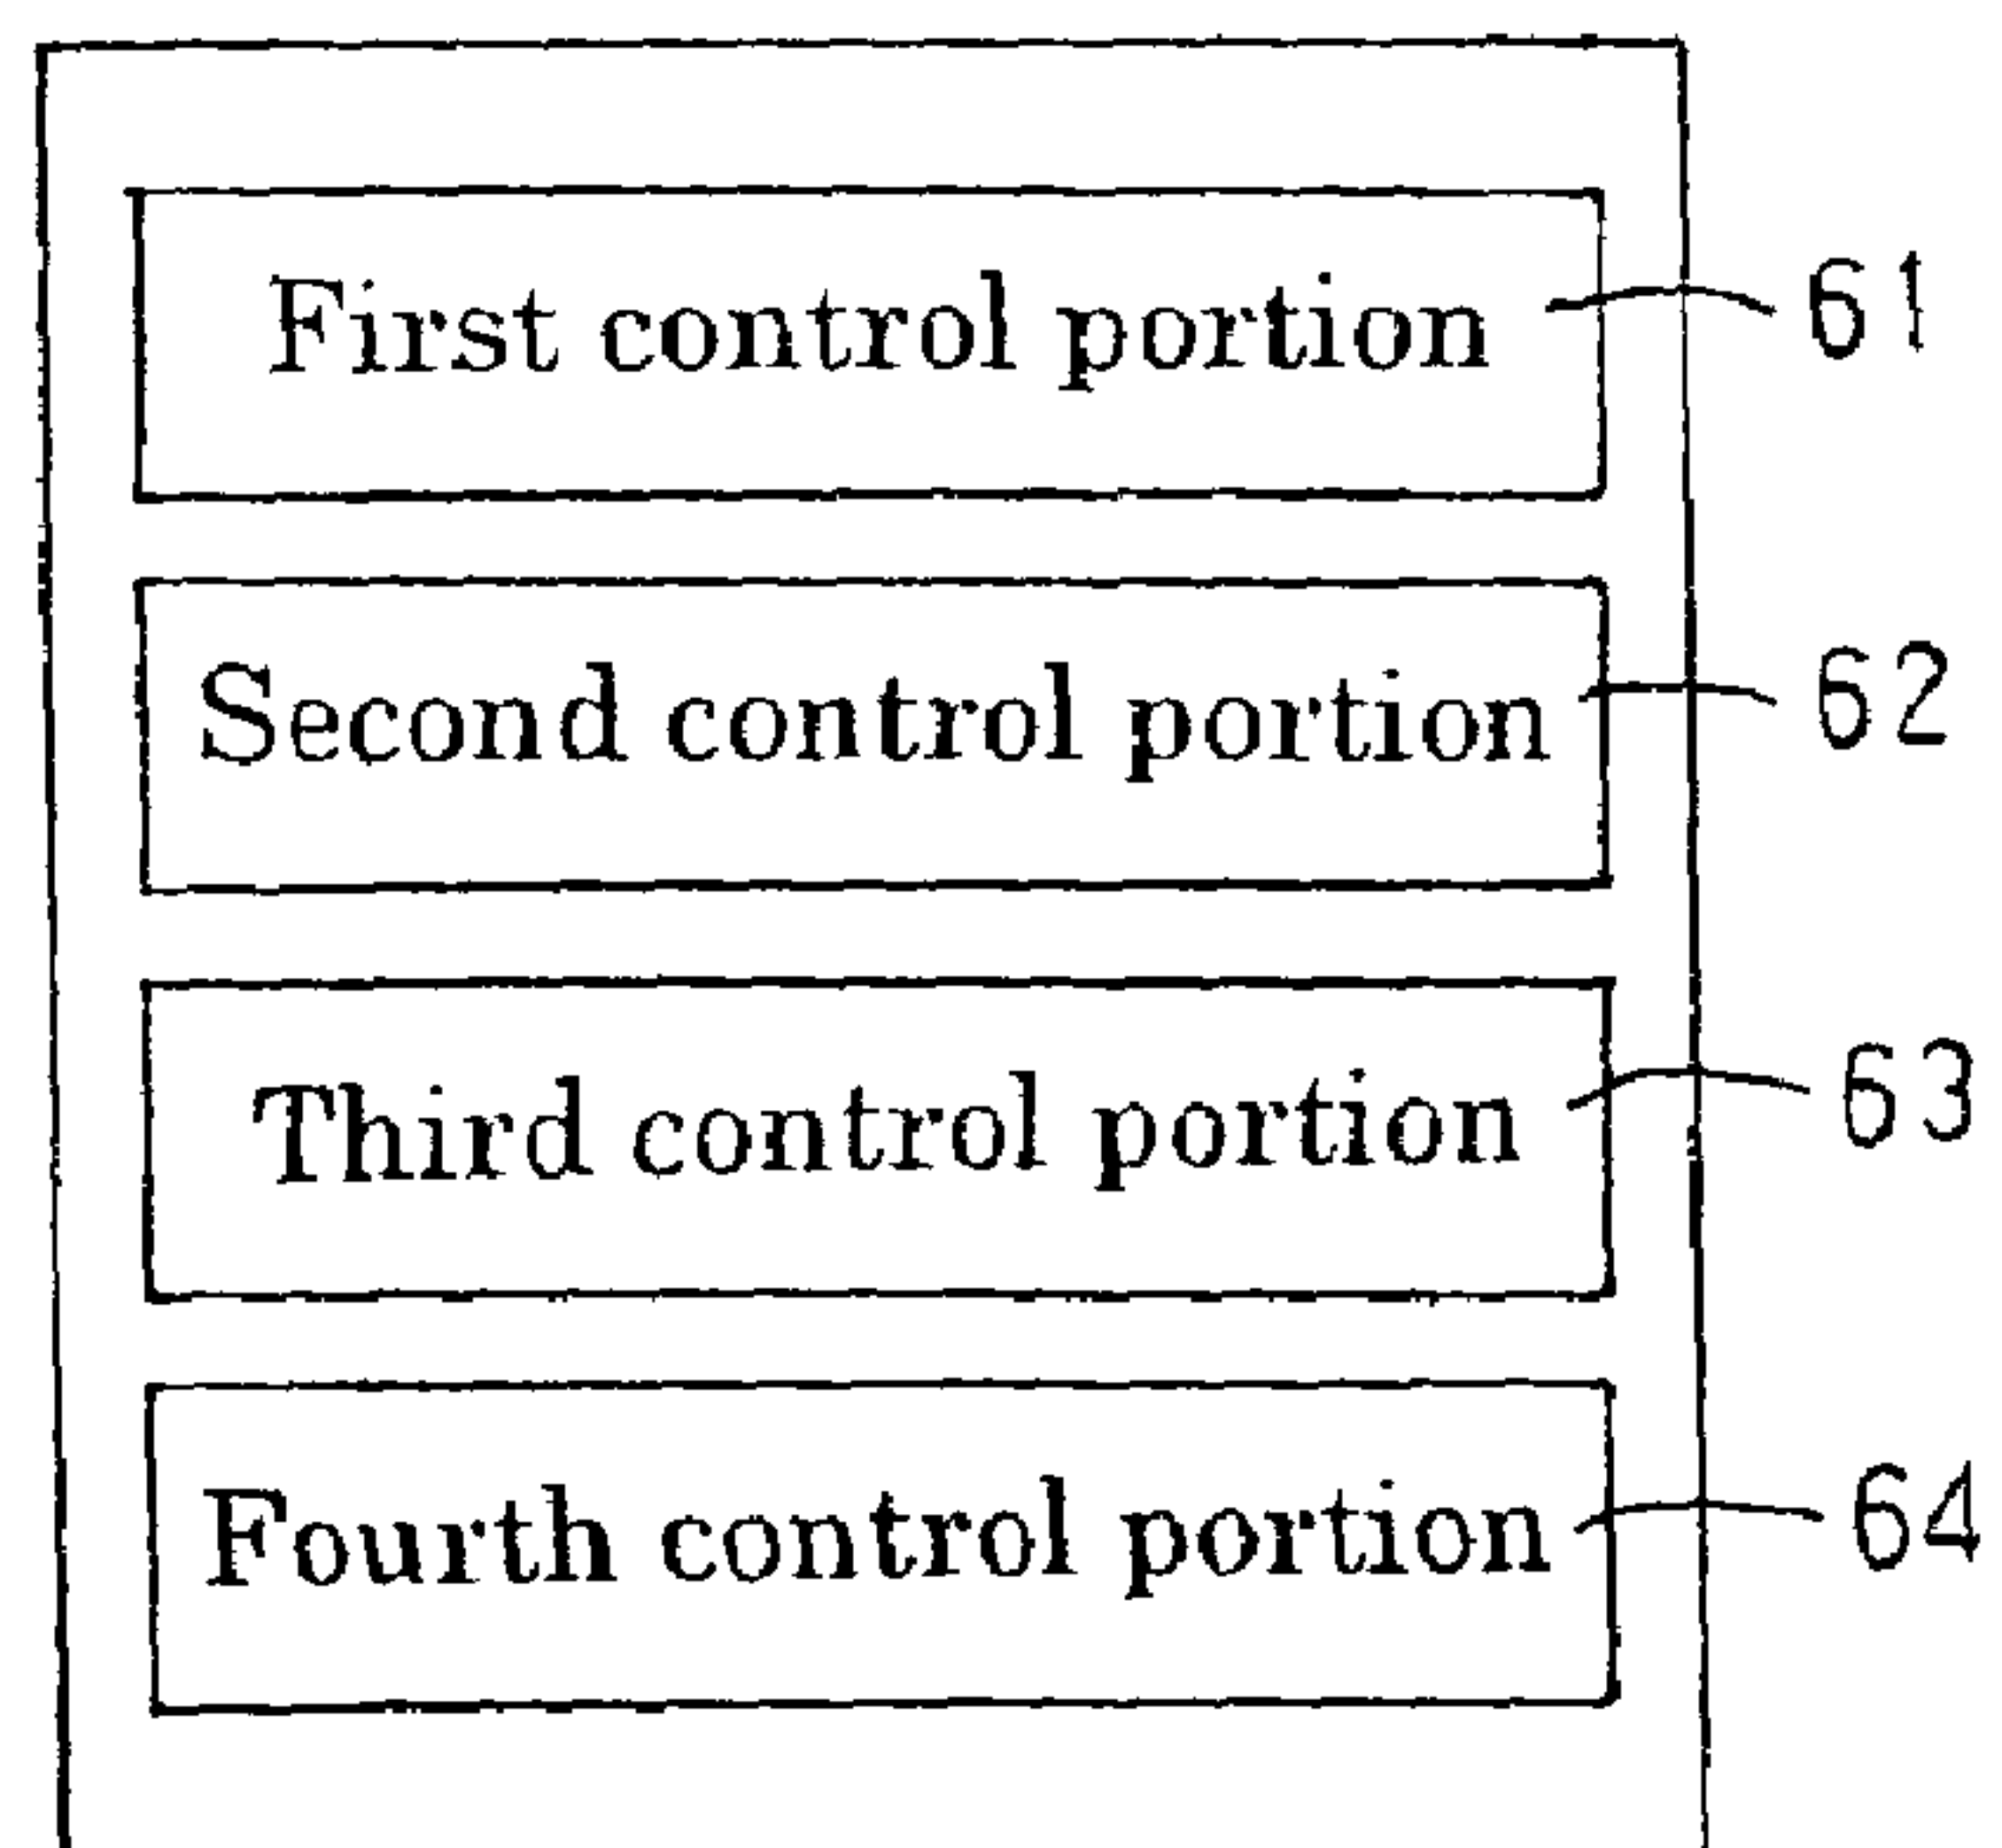 First control portion 61
Second control portion 62
Third control portion 63
Fourth control portion 64